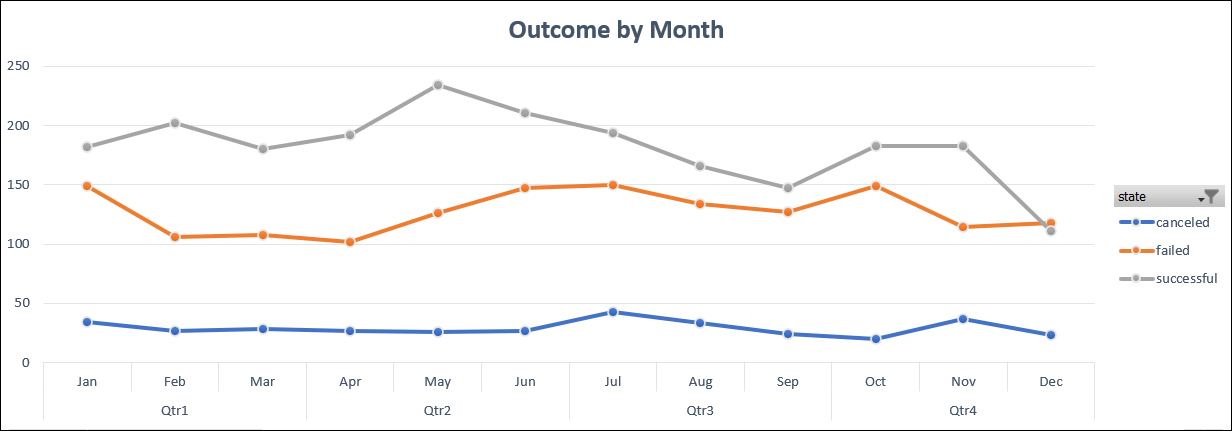 Outcome by Month
250
200
150
100
50
0
Jan Feb Mar Apr May Jun Jul Aug Sep Oct Nov Dec
Qtr1 Qtr2 Qtr3 Qtr4
state
canceled
failed
successful